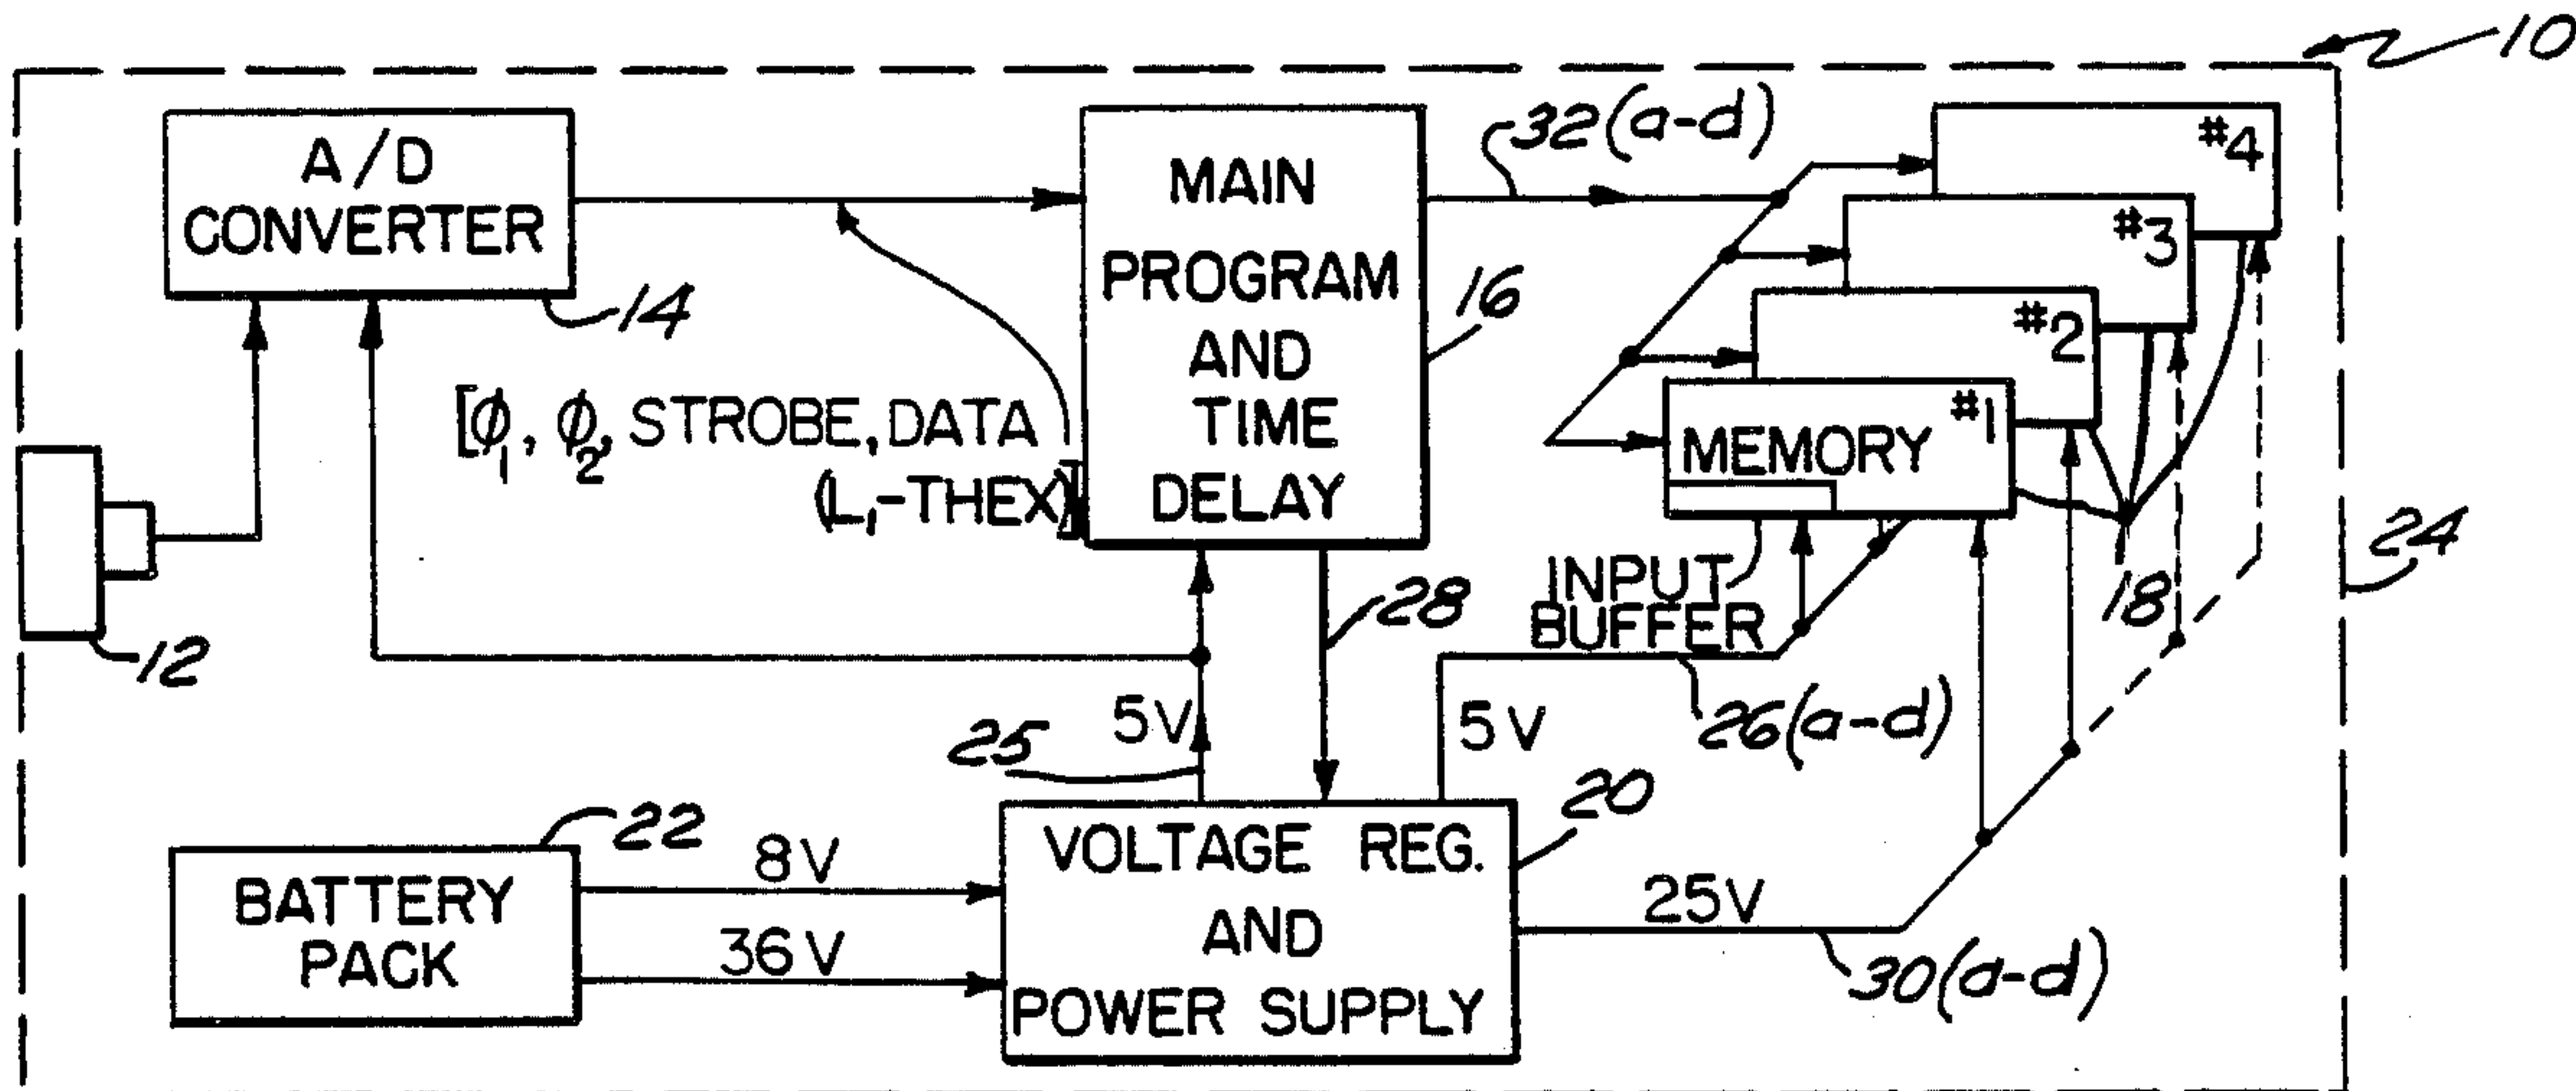 10
A/D
CONVERTER
14
12
[ϕ₁, ϕ₂, STROBE, DATA
(L₁-THEX)]
MAIN
PROGRAM
AND
TIME
DELAY
16
32(a-d)
#4
#3
#2
#1
MEMORY
INPUT
BUFFER
18
24
28
26(a-d)
5V
25
5V
BATTERY
PACK
22
8V
36V
VOLTAGE REG.
AND
POWER SUPPLY
20
25V
30(a-d)